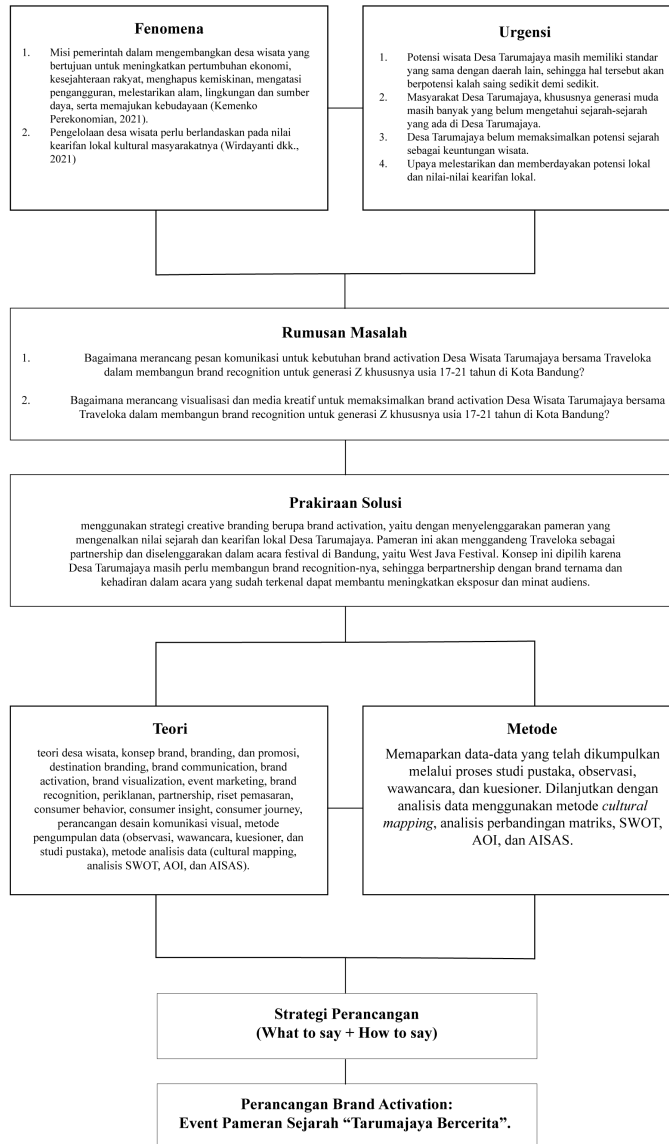 Fenomena
1. Misi pemerintah dalam mengembangkan desa wisata yang
bertujuan untuk meningkatkan pertumbuhan ekonomi,
kesejahteraan rakyat, menghapus kemiskinan, mengatasi
pengangguran, melestarikan alam, lingkungan dan sumber
daya, serta memajukan kebudayaan (Kemenko
Perekonomian, 2021).
2. Pengelolaan desa wisata perlu berlandaskan pada nilai
kearifan lokal kultural masyarakatnya (Wirdayanti dkk.,
2021)
Urgensi
1. Potensi wisata Desa Tarumajaya masih memiliki standar
yang sama dengan daerah lain, sehingga hal tersebut akan
berpotensi kalah saing sedikit demi sedikit.
2. Masyarakat Desa Tarumajaya, khususnya generasi muda
masih banyak yang belum mengetahui sejarah-sejarah
yang ada di Desa Tarumajaya.
3. Desa Tarumajaya belum memaksimalkan potensi sejarah
sebagai keuntungan wisata.
4. Upaya melestarikan dan memberdayakan potensi lokal
dan nilai-nilai kearifan lokal.
Rumusan Masalah
1. Bagaimana merancang pesan komunikasi untuk kebutuhan brand activation Desa Wisata Tarumajaya bersama Traveloka
dalam membangun brand recognition untuk generasi Z khususnya usia 17-21 tahun di Kota Bandung?
2. Bagaimana merancang visualisasi dan media kreatif untuk memaksimalkan brand activation Desa Wisata Tarumajaya bersama
Traveloka dalam membangun brand recognition untuk generasi Z khususnya usia 17-21 tahun di Kota Bandung?
Prakiraan Solusi
menggunakan strategi creative branding berupa brand activation, yaitu dengan menyelenggarakan pameran yang
mengenalkan nilai sejarah dan kearifan lokal Desa Tarumajaya. Pameran ini akan menggandeng Traveloka sebagai
partnership dan diselenggarakan dalam acara festival di Bandung, yaitu West Java Festival. Konsep ini dipilih karena
Desa Tarumajaya masih perlu membangun brand recognition-nya, sehingga berpartnership dengan brand ternama dan
kehadiran dalam acara yang sudah terkenal dapat membantu meningkatkan eksposur dan minat audiens.
Teori
teori desa wisata, konsep brand, branding, dan promosi,
destination branding, brand communication, brand
activation, brand visualization, event marketing, brand
recognition, periklanan, partnership, riset pemasaran,
consumer behavior, consumer insight, consumer journey,
perancangan desain komunikasi visual, metode
pengumpulan data (observasi, wawancara, kuesioner, dan
studi pustaka), metode analisis data (cultural mapping,
analisis SWOT, AOI, dan AISAS).
Metode
Memaparkan data-data yang telah dikumpulkan
melalui proses studi pustaka, observasi,
wawancara, dan kuesioner. Dilanjutkan dengan
analisis data menggunakan metode cultural
mapping, analisis perbandingan matriks, SWOT,
AOI, dan AISAS.
Strategi Perancangan
(What to say + How to say)
Perancangan Brand Activation:
Event Pameran Sejarah “Tarumajaya Bercerita”.